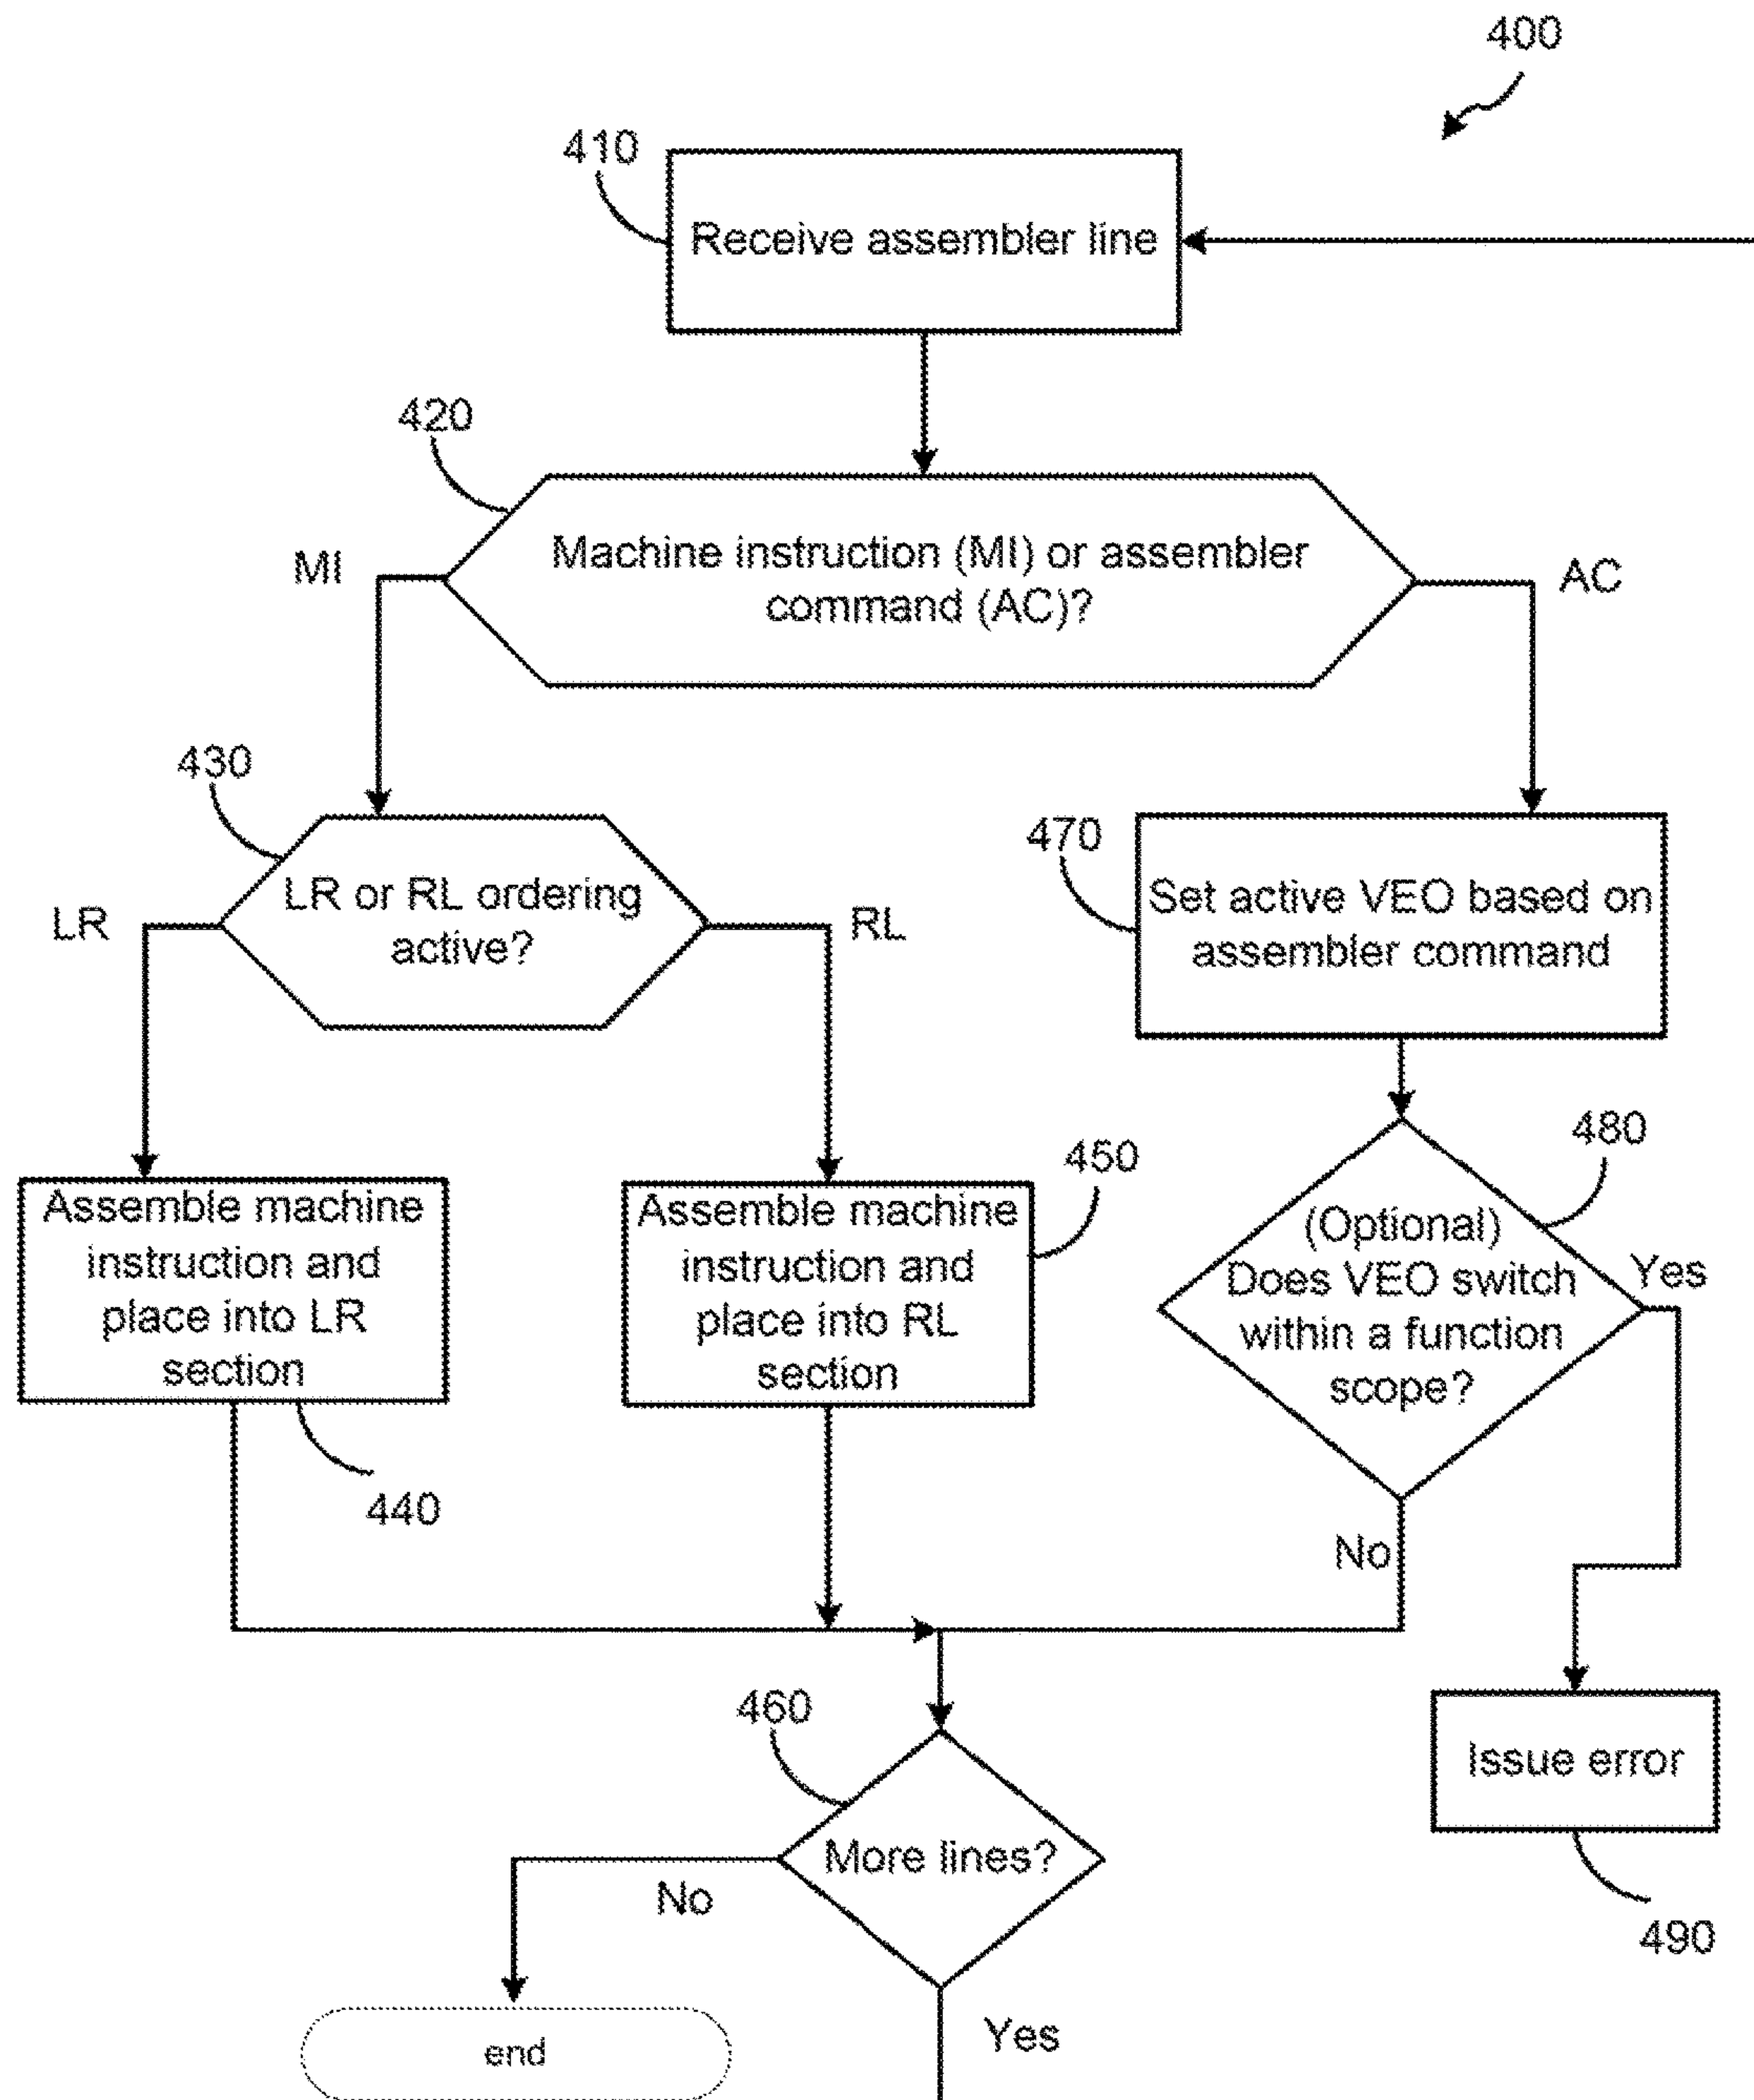 400
410
Receive assembler line
420
Machine instruction (MI) or assembler
command (AC)?
MI
AC
430
LR or RL ordering
active?
LR
RL
470
Set active VEO based on
assembler command
480
(Optional)
Does VEO switch
within a function
scope?
Yes
No
Assemble machine
instruction and
place into LR
section
440
Assemble machine
instruction and
place into RL
section
450
460
More lines?
No
Yes
Issue error
490
end